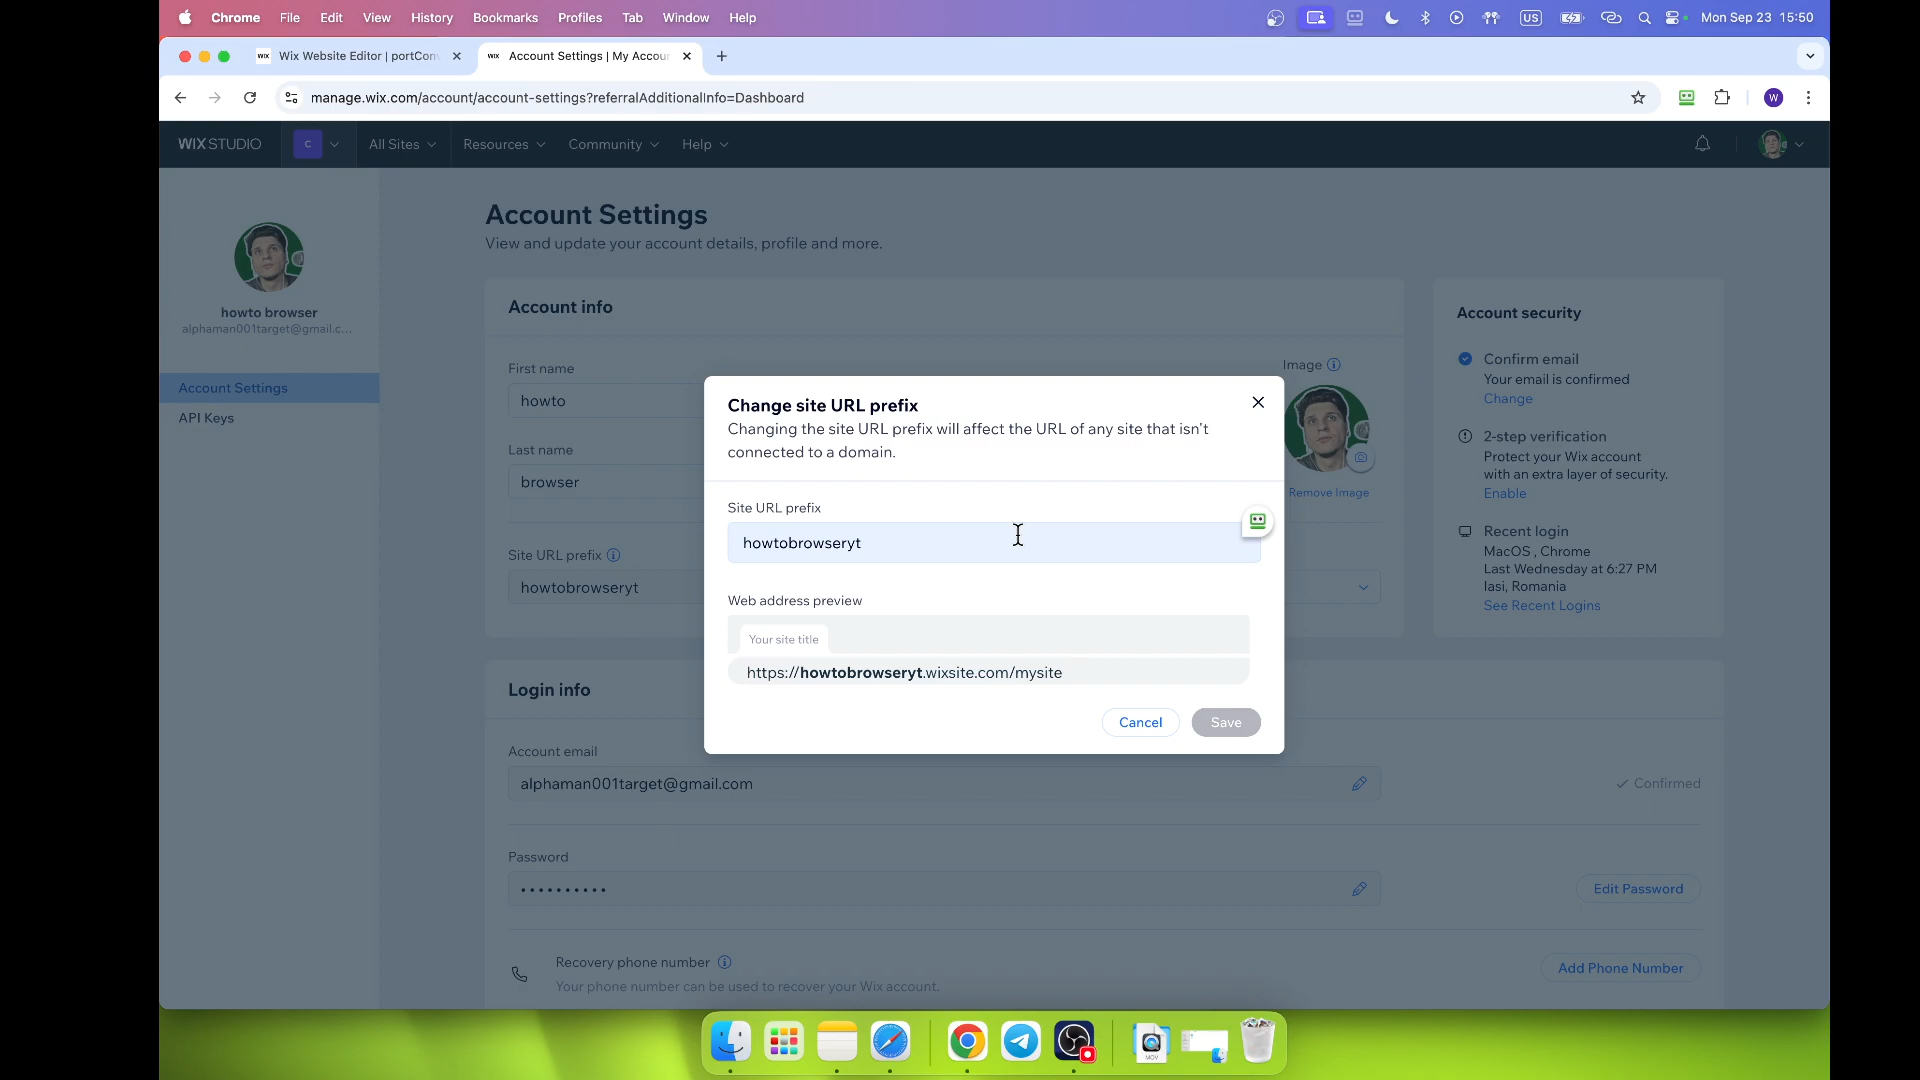 Chrome File Edit View History Bookmarks Profiles Tab Window Help
US
Mon Sep 23 15:50
WIX Wix Website Editor | portCon
WIX Account Settings | My Accour
manage.wix.com/account/account-settings?referralAdditionalInfo=Dashboard
W
WIX STUDIO
C
All Sites
Resources
Community
Help
howto browser
alphaman001target@gmail.c...
Account Settings
API Keys
Account Settings
View and update your account details, profile and more.
Account info
First name
howto
Last name
browser
Site URL prefix
howtobrowseryt
Image
Remove Image
Change site URL prefix
Changing the site URL prefix will affect the URL of any site that isn't
connected to a domain.
Site URL prefix
howtobrowseryt
Web address preview
Your site title
https://howtobrowseryt.wixsite.com/mysite
Cancel
Save
Account security
Confirm email
Your email is confirmed
Change
2-step verification
Protect your Wix account
with an extra layer of security.
Enable
Recent login
MacOS , Chrome
Last Wednesday at 6:27 PM
Iasi, Romania
See Recent Logins
Login info
Account email
alphaman001target@gmail.com
Confirmed
Password
Edit Password
Recovery phone number
Your phone number can be used to recover your Wix account.
Add Phone Number
MOV